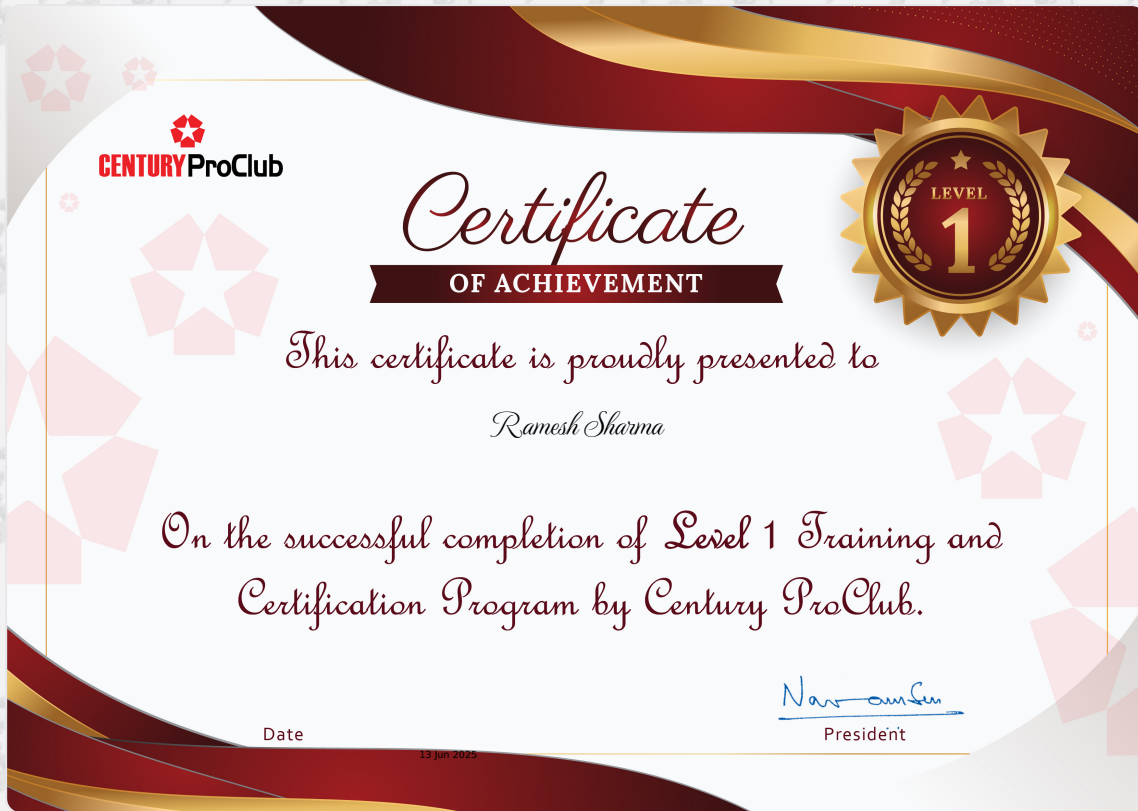 CENTURY ProClub
LEVEL
1
Certificate
OF ACHIEVEMENT
This certificate is proudly presented to
Ramesh Sharma
On the successful completion of Level 1 Training and
Certification Program by Century ProClub.
Date
President
13 Jun 2025